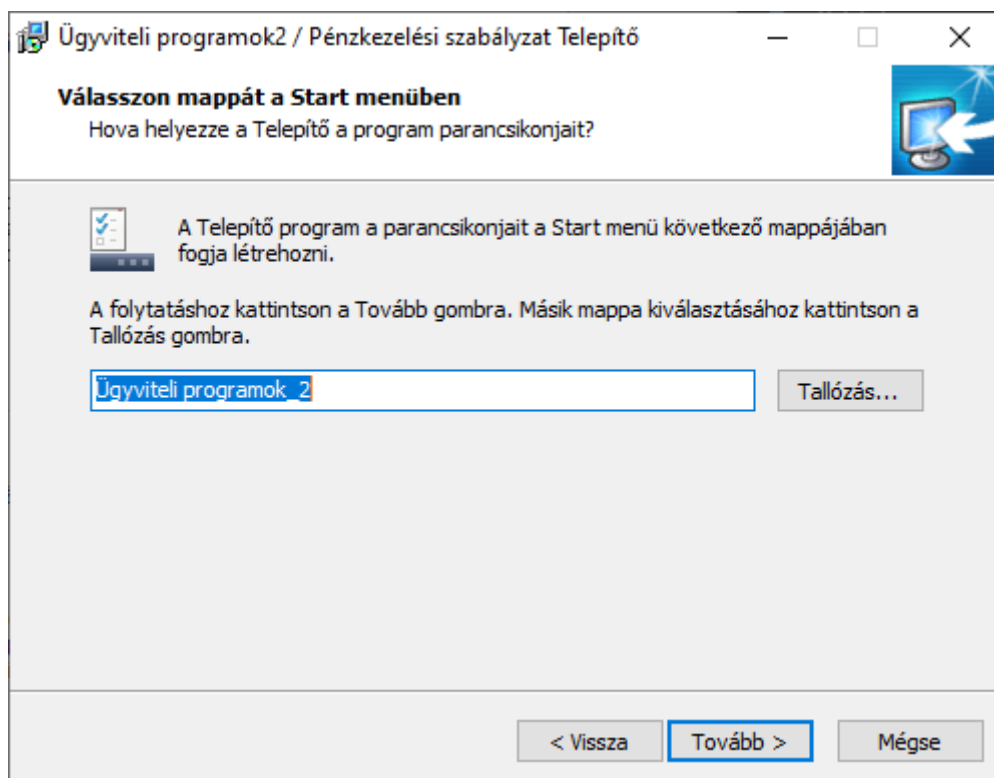 Ügyviteli programok2 / Pénzkezelési szabályzat Telepítő
Válasszon mappát a Start menüben
Hova helyezze a Telepítő a program parancsikonjait?
A Telepítő program a parancsikonjait a Start menü következő mappájában
fogja létrehozni.
A folytatáshoz kattintson a Tovább gombra. Másik mappa kiválasztásához kattintson a
Tallózás gombra.
Ügyviteli programok_2
Tallózás...
< Vissza
Tovább >
Mégse